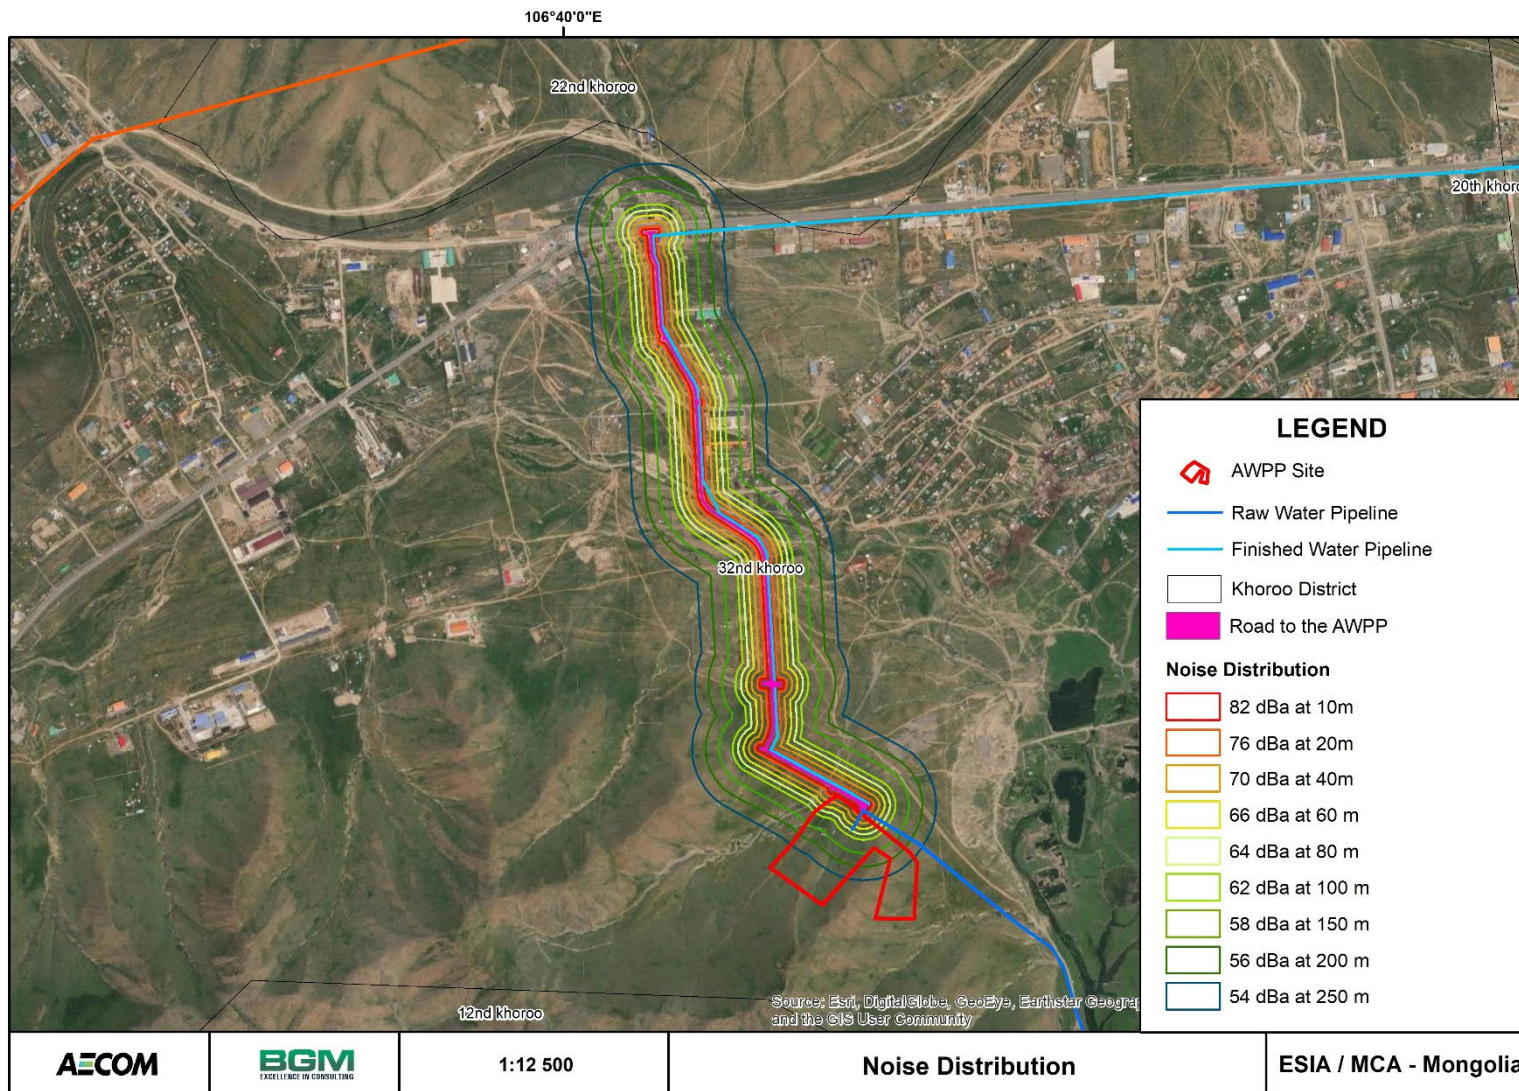 106°40'0"E
22nd khoroo
20th khoro
32nd khoroo
12nd khoroo
Source: Esri, DigitalGlobe, GeoEye, Earthstar Geogra
and the GIS User Community
LEGEND
AWPP Site
Raw Water Pipeline
Finished Water Pipeline
Khoroo District
Road to the AWPP
Noise Distribution
82 dBa at 10m
76 dBa at 20m
70 dBa at 40m
66 dBa at 60 m
64 dBa at 80 m
62 dBa at 100 m
58 dBa at 150 m
56 dBa at 200 m
54 dBa at 250 m
AECOM
BGM
EXCELLENCE IN CONSULTING
1:12 500
Noise Distribution
ESIA / MCA - Mongolia